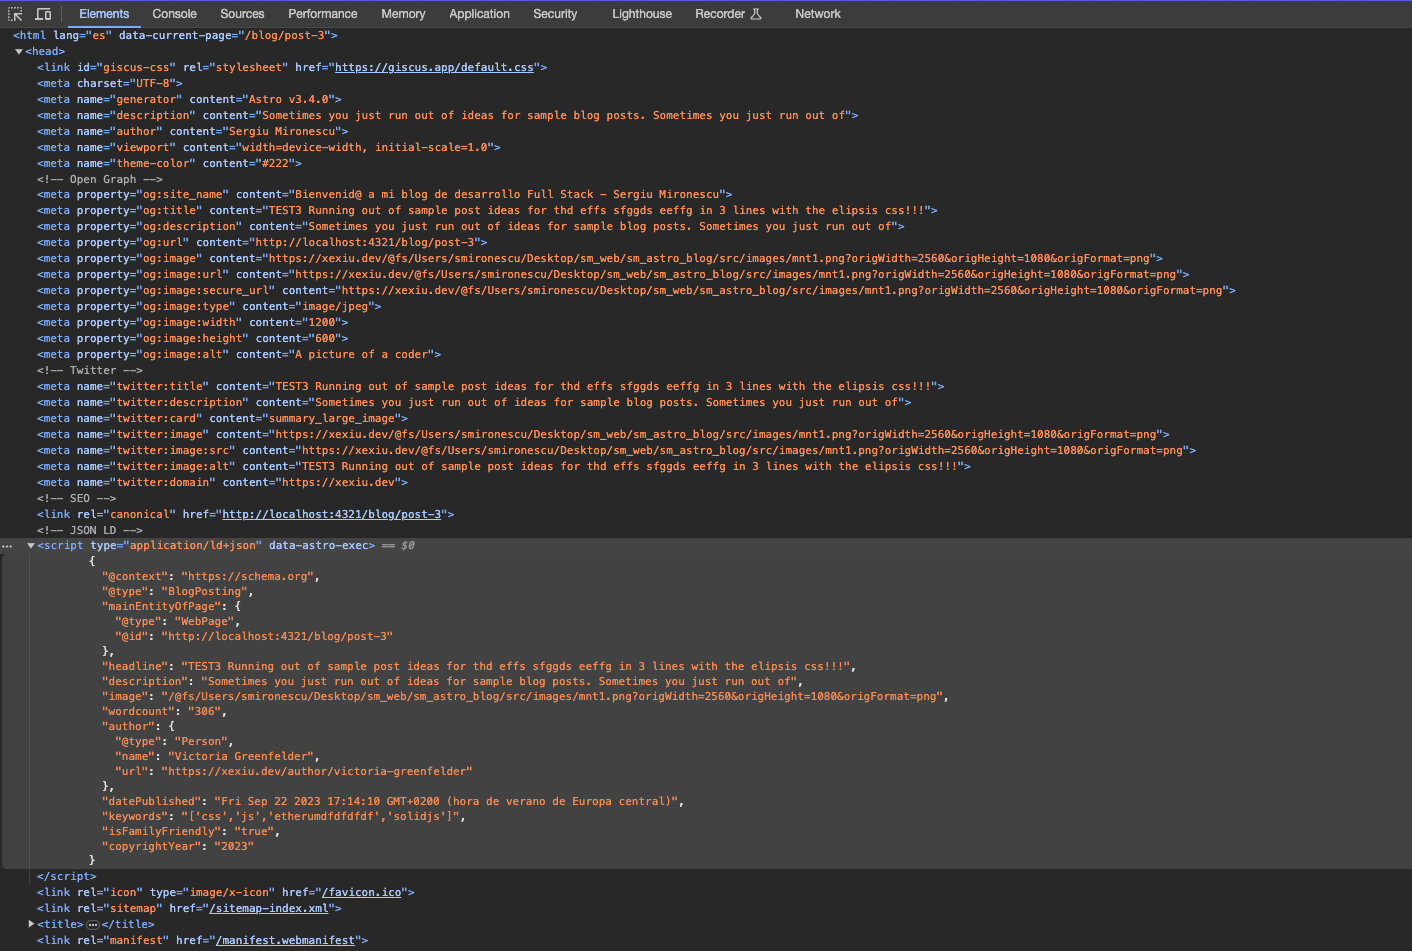 Elements Console Sources Performance Memory Application Security Lighthouse Recorder Network
<html lang="es" data-current-page="/blog/post-3">
▼<head>
<link id="giscus-css" rel="stylesheet" href="https://giscus.app/default.css">
<meta charset="UTF-8">
<meta name="generator" content="Astro v3.4.0">
<meta name="description" content="Sometimes you just run out of ideas for sample blog posts. Sometimes you just run out of">
<meta name="author" content="Sergiu Mironescu">
<meta name="viewport" content="width=device-width, initial-scale=1.0">
<meta name="theme-color" content="#222">
<!-- Open Graph -->
<meta property="og:site_name" content="Bienvenid@ a mi blog de desarrollo Full Stack – Sergiu Mironescu">
<meta property="og:title" content="TEST3 Running out of sample post ideas for thd effs sfggds eeffg in 3 lines with the elipsis css!!!">
<meta property="og:description" content="Sometimes you just run out of ideas for sample blog posts. Sometimes you just run out of">
<meta property="og:url" content="http://localhost:4321/blog/post-3">
<meta property="og:image" content="https://xexiu.dev/@fs/Users/smironescu/Desktop/sm_web/sm_astro_blog/src/images/mnt1.png?origWidth=2560&origHeight=1080&origFormat=png">
<meta property="og:image:url" content="https://xexiu.dev/@fs/Users/smironescu/Desktop/sm_web/sm_astro_blog/src/images/mnt1.png?origWidth=2560&origHeight=1080&origFormat=png">
<meta property="og:image:secure_url" content="https://xexiu.dev/@fs/Users/smironescu/Desktop/sm_web/sm_astro_blog/src/images/mnt1.png?origWidth=2560&origHeight=1080&origFormat=png">
<meta property="og:image:type" content="image/jpeg">
<meta property="og:image:width" content="1200">
<meta property="og:image:height" content="600">
<meta property="og:image:alt" content="A picture of a coder">
<!-- Twitter -->
<meta name="twitter:title" content="TEST3 Running out of sample post ideas for thd effs sfggds eeffg in 3 lines with the elipsis css!!!">
<meta name="twitter:description" content="Sometimes you just run out of ideas for sample blog posts. Sometimes you just run out of">
<meta name="twitter:card" content="summary_large_image">
<meta name="twitter:image" content="https://xexiu.dev/@fs/Users/smironescu/Desktop/sm_web/sm_astro_blog/src/images/mnt1.png?origWidth=2560&origHeight=1080&origFormat=png">
<meta name="twitter:image:src" content="https://xexiu.dev/@fs/Users/smironescu/Desktop/sm_web/sm_astro_blog/src/images/mnt1.png?origWidth=2560&origHeight=1080&origFormat=png">
<meta name="twitter:image:alt" content="TEST3 Running out of sample post ideas for thd effs sfggds eeffg in 3 lines with the elipsis css!!!">
<meta name="twitter:domain" content="https://xexiu.dev">
<!-- SEO -->
<link rel="canonical" href="http://localhost:4321/blog/post-3">
<!-- JSON LD -->
… ▼<script type="application/ld+json" data-astro-exec> == $0
{
"@context": "https://schema.org",
"@type": "BlogPosting",
"mainEntityOfPage": {
"@type": "WebPage",
"@id": "http://localhost:4321/blog/post-3"
},
"headline": "TEST3 Running out of sample post ideas for thd effs sfggds eeffg in 3 lines with the elipsis css!!!",
"description": "Sometimes you just run out of ideas for sample blog posts. Sometimes you just run out of",
"image": "/@fs/Users/smironescu/Desktop/sm_web/sm_astro_blog/src/images/mnt1.png?origWidth=2560&origHeight=1080&origFormat=png",
"wordcount": "306",
"author": {
"@type": "Person",
"name": "Victoria Greenfelder",
"url": "https://xexiu.dev/author/victoria-greenfelder"
},
"datePublished": "Fri Sep 22 2023 17:14:10 GMT+0200 (hora de verano de Europa central)",
"keywords": "['css','js','etherumdfdfdfdf','solidjs']",
"isFamilyFriendly": "true",
"copyrightYear": "2023"
}
</script>
<link rel="icon" type="image/x-icon" href="/favicon.ico">
<link rel="sitemap" href="/sitemap-index.xml">
▶<title>…</title>
<link rel="manifest" href="/manifest.webmanifest">